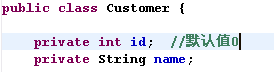 public class Customer {
private int id;  //默认值0
private String name;